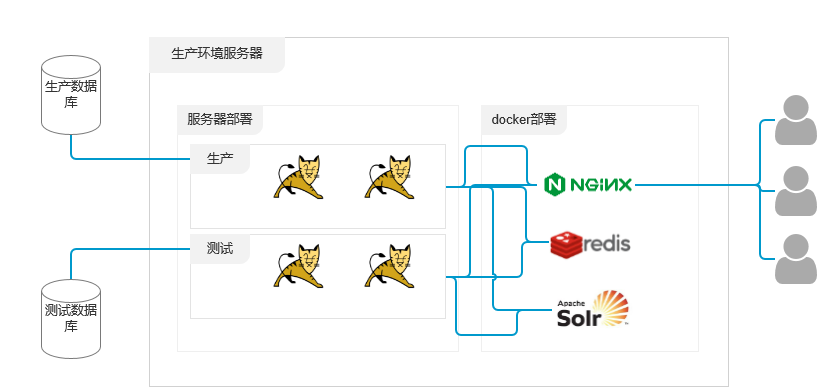 生产环境服务器
生产数据
库
服务器部署
docker部署
生产
NGINX
测试
redis
测试数据
库
Apache
Solr